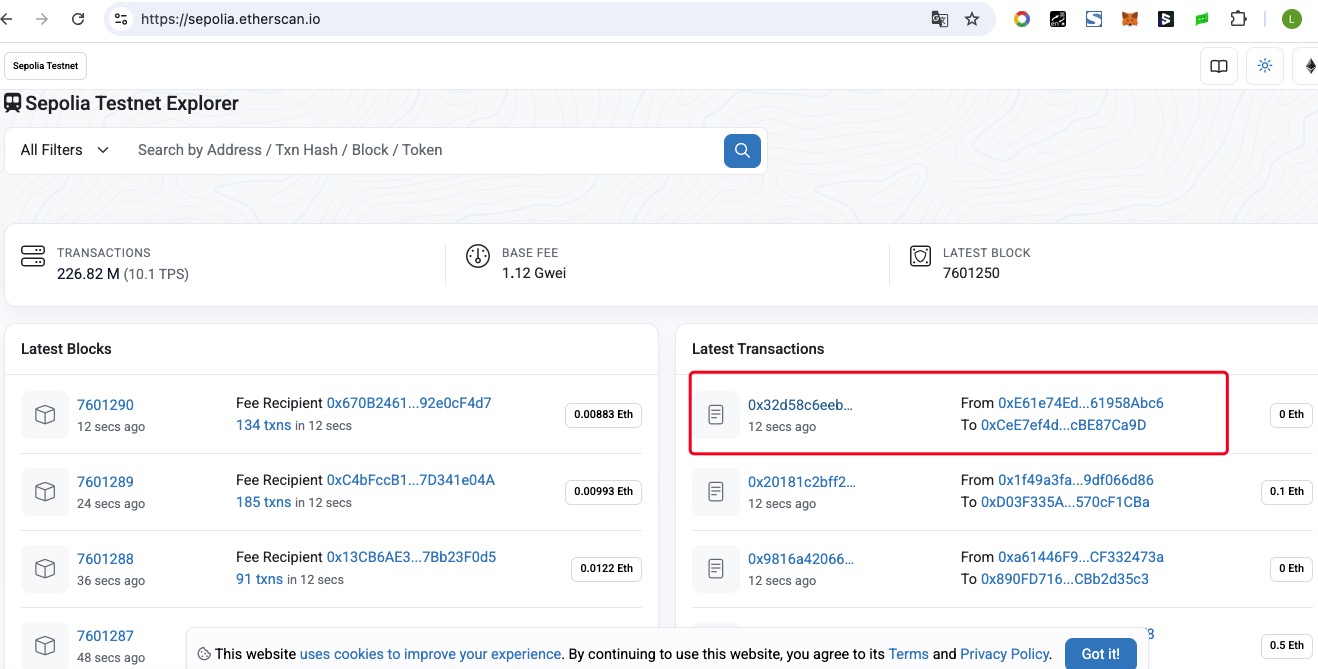 https://sepolia.etherscan.io
L
Sepolia Testnet
Sepolia Testnet Explorer
All Filters
Search by Address / Txn Hash / Block / Token
TRANSACTIONS
226.82 M (10.1 TPS)
BASE FEE
1.12 Gwei
LATEST BLOCK
7601250
Latest Blocks
7601290
12 secs ago
Fee Recipient 0x670B2461...92e0cF4d7
134 txns in 12 secs
0.00883 Eth
7601289
24 secs ago
Fee Recipient 0xC4bFccB1...7D341e04A
185 txns in 12 secs
0.00993 Eth
7601288
36 secs ago
Fee Recipient 0x13CB6AE3...7Bb23F0d5
91 txns in 12 secs
0.0122 Eth
7601287
48 secs ago
Latest Transactions
0x32d58c6eeb...
12 secs ago
From 0xE61e74Ed...61958Abc6
To 0xCeE7ef4d...cBE87Ca9D
0 Eth
0x20181c2bff2...
12 secs ago
From 0x1f49a3fa...9df066d86
To 0xD03F335A...570cF1CBa
0.1 Eth
0x9816a42066...
12 secs ago
From 0xa61446F9...CF332473a
To 0x890FD716...CBb2d35c3
0 Eth
0.5 Eth
This website uses cookies to improve your experience. By continuing to use this website, you agree to its Terms and Privacy Policy.
Got it!